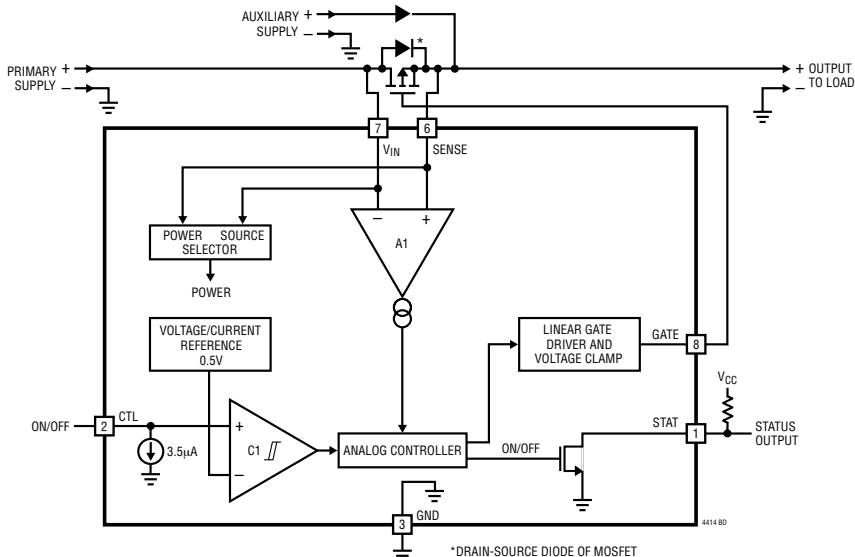 AUXILIARY +
SUPPLY –
*
PRIMARY +
SUPPLY –
+ OUTPUT
TO LOAD
–
7
6
VIN
SENSE
– +
A1
POWER SOURCE
SELECTOR
POWER
VOLTAGE/CURRENT
REFERENCE
0.5V
LINEAR GATE
DRIVER AND
VOLTAGE CLAMP
GATE
8
VCC
ON/OFF
2
CTL
3.5µA
+
C1
–
ANALOG CONTROLLER
ON/OFF
STAT
1
STATUS
OUTPUT
3
GND
4414 BD
*DRAIN-SOURCE DIODE OF MOSFET